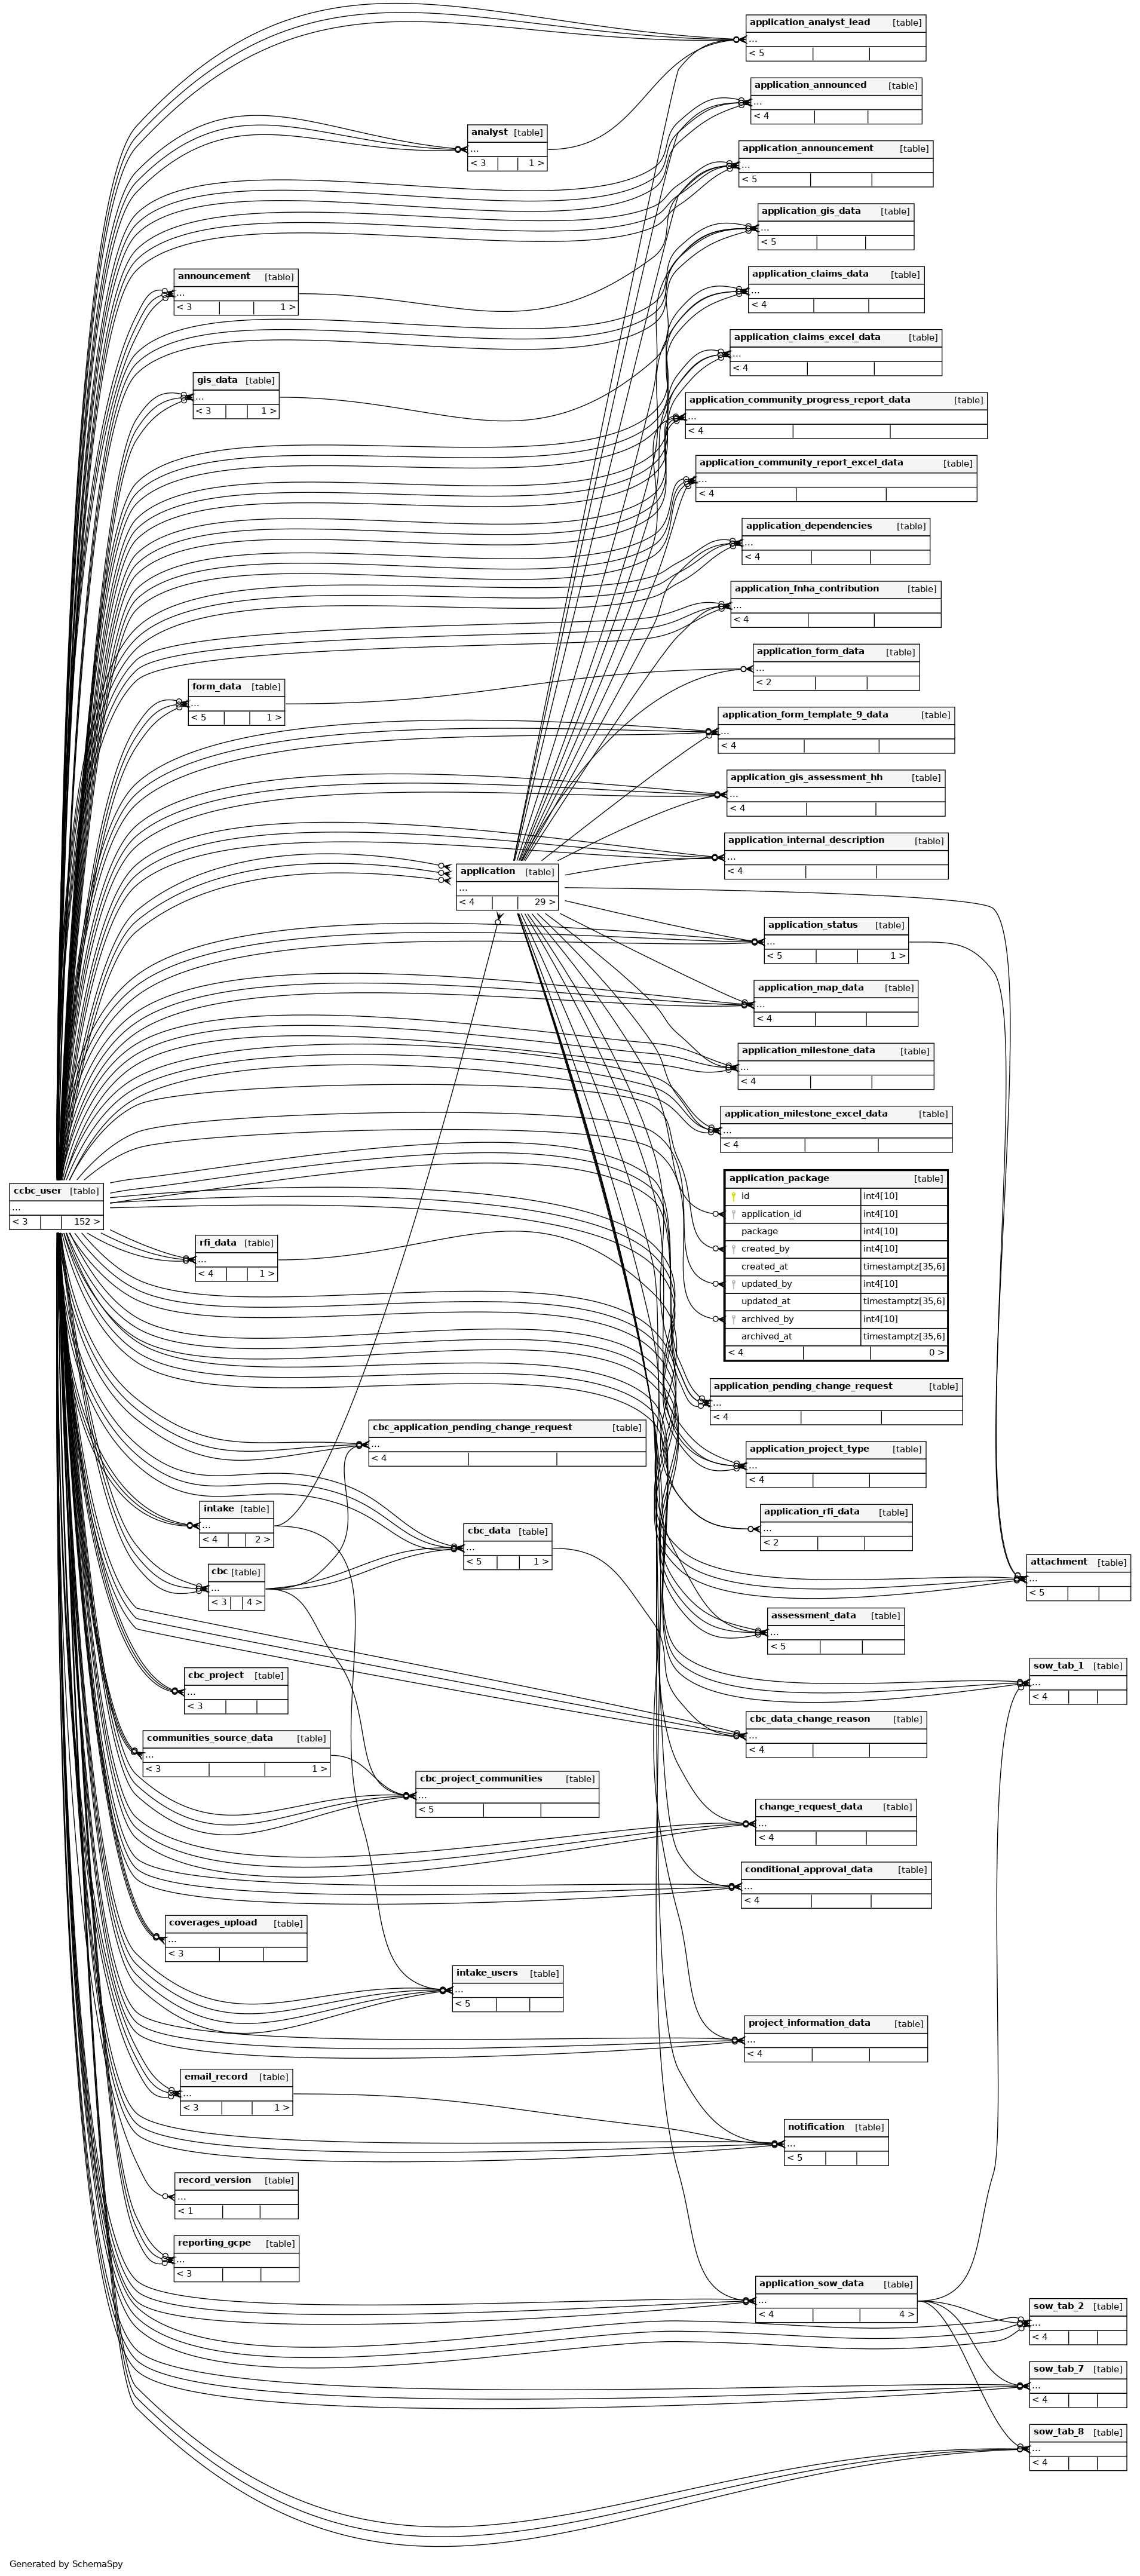 application_analyst_lead [table]
...
< 5
application_announced [table]
...
< 4
analyst [table]
...
< 3 1 >
application_announcement [table]
...
< 5
application_gis_data [table]
...
< 5
announcement [table]
...
< 3 1 >
application_claims_data [table]
...
< 4
application_claims_excel_data [table]
...
< 4
gis_data [table]
...
< 3 1 >
application_community_progress_report_data [table]
...
< 4
application_community_report_excel_data [table]
...
< 4
application_dependencies [table]
...
< 4
application_fnha_contribution [table]
...
< 4
application_form_data [table]
...
< 2
form_data [table]
...
< 5 1 >
application_form_template_9_data [table]
...
< 4
application_gis_assessment_hh [table]
...
< 4
application_internal_description [table]
...
< 4
application [table]
...
< 4 29 >
application_status [table]
...
< 5 1 >
application_map_data [table]
...
< 4
application_milestone_data [table]
...
< 4
application_milestone_excel_data [table]
...
< 4
application_package [table]
id int4[10]
application_id int4[10]
package int4[10]
created_by int4[10]
created_at timestamptz[35,6]
updated_by int4[10]
updated_at timestamptz[35,6]
archived_by int4[10]
archived_at timestamptz[35,6]
< 4 0 >
ccbc_user [table]
...
< 3 152 >
rfi_data [table]
...
< 4 1 >
application_pending_change_request [table]
...
< 4
cbc_application_pending_change_request [table]
...
< 4
application_project_type [table]
...
< 4
intake [table]
...
< 4 2 >
application_rfi_data [table]
...
< 2
cbc_data [table]
...
< 5 1 >
attachment [table]
...
< 5
cbc [table]
...
< 3 4 >
assessment_data [table]
...
< 5
cbc_project [table]
...
< 3
sow_tab_1 [table]
...
< 4
cbc_data_change_reason [table]
...
< 4
communities_source_data [table]
...
< 3 1 >
cbc_project_communities [table]
...
< 5
change_request_data [table]
...
< 4
conditional_approval_data [table]
...
< 4
coverages_upload [table]
...
< 3
intake_users [table]
...
< 5
project_information_data [table]
...
< 4
email_record [table]
...
< 3 1 >
notification [table]
...
< 5
record_version [table]
...
< 1
reporting_gcpe [table]
...
< 3
application_sow_data [table]
...
< 4 4 >
sow_tab_2 [table]
...
< 4
sow_tab_7 [table]
...
< 4
sow_tab_8 [table]
...
< 4
Generated by SchemaSpy